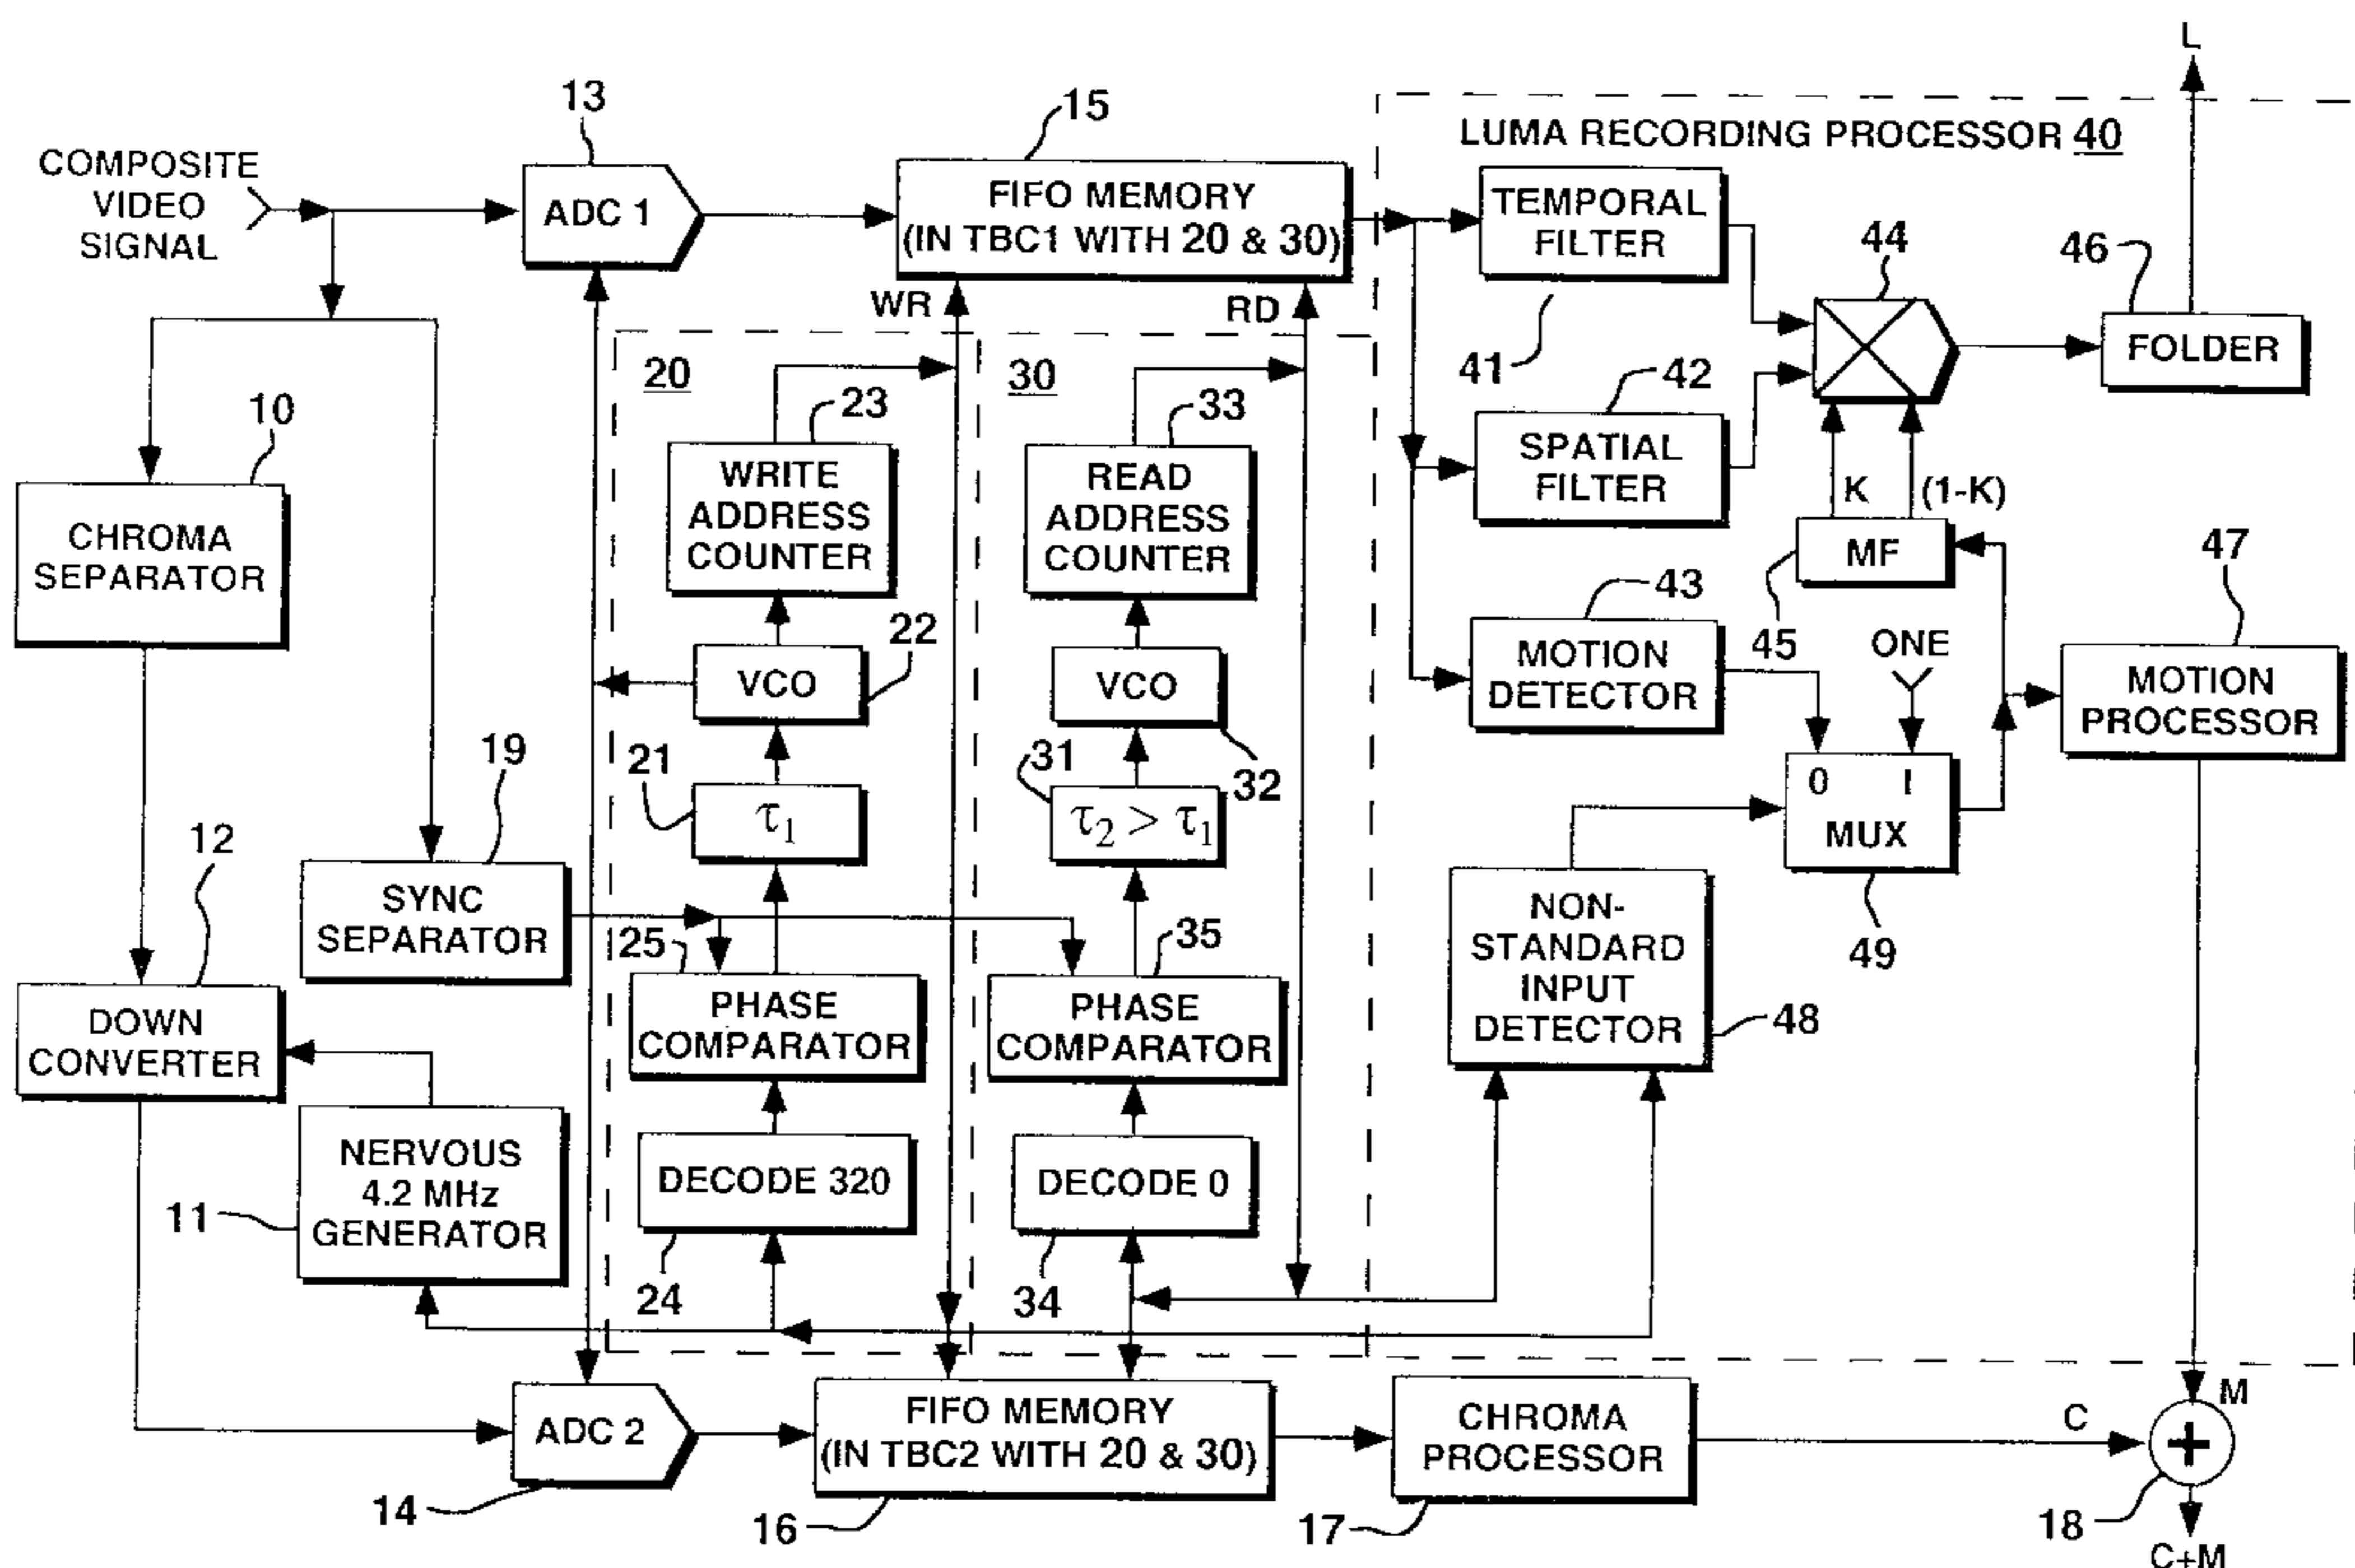 L
13
15
LUMA RECORDING PROCESSOR 40
COMPOSITE
VIDEO
SIGNAL
ADC 1
FIFO MEMORY
(IN TBC1 WITH 20 & 30)
TEMPORAL
FILTER
44
46
WR
RD
41
FOLDER
20
30
42
10
23
33
WRITE
ADDRESS
COUNTER
READ
ADDRESS
COUNTER
SPATIAL
FILTER
K
(1-K)
CHROMA
SEPARATOR
MF
47
43
45
22
ONE
VCO
VCO
MOTION
DETECTOR
MOTION
PROCESSOR
19
21
31
32
12
τ1
τ2 > τ1
0
I
MUX
SYNC
SEPARATOR
25
35
49
NON-
STANDARD
INPUT
DETECTOR
48
DOWN
CONVERTER
PHASE
COMPARATOR
PHASE
COMPARATOR
NERVOUS
4.2 MHz
GENERATOR
11
DECODE 320
DECODE 0
24
34
M
ADC 2
FIFO MEMORY
(IN TBC2 WITH 20 & 30)
CHROMA
PROCESSOR
C
+
14
16
17
18
C+M